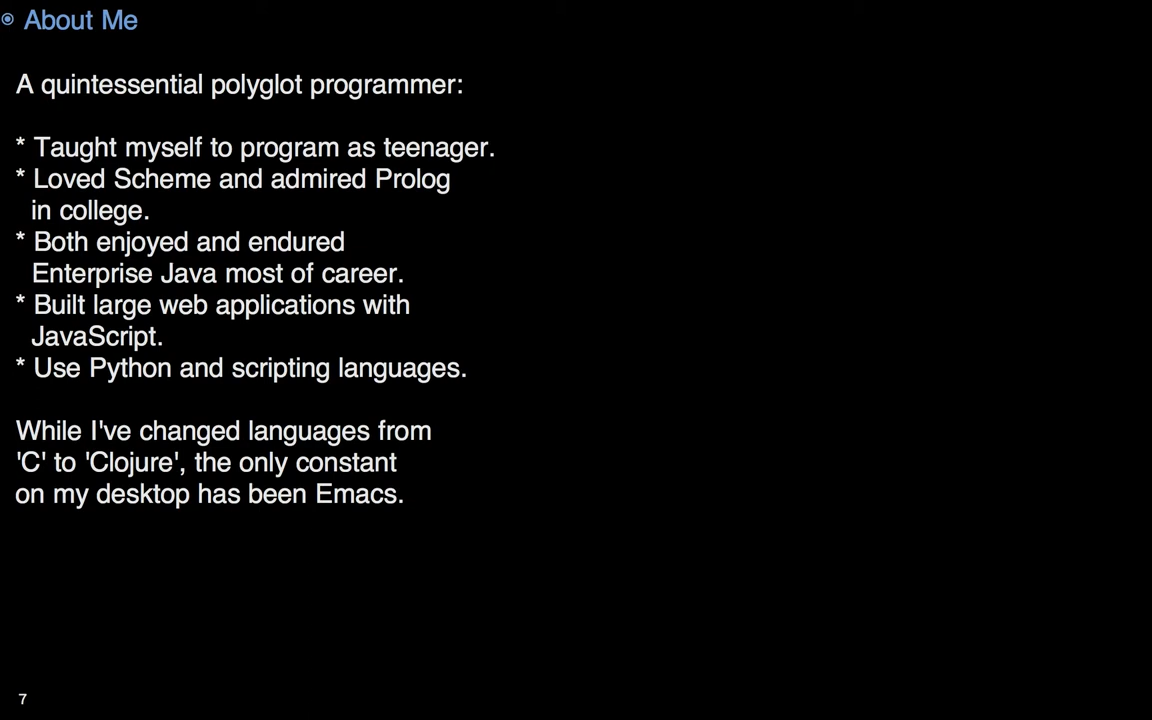 About Me
A quintessential polyglot programmer:
* Taught myself to program as teenager.
* Loved Scheme and admired Prolog
in college.
* Both enjoyed and endured
Enterprise Java most of career.
* Built large web applications with
JavaScript.
* Use Python and scripting languages.
While I've changed languages from
'C' to 'Clojure', the only constant
on my desktop has been Emacs.
7